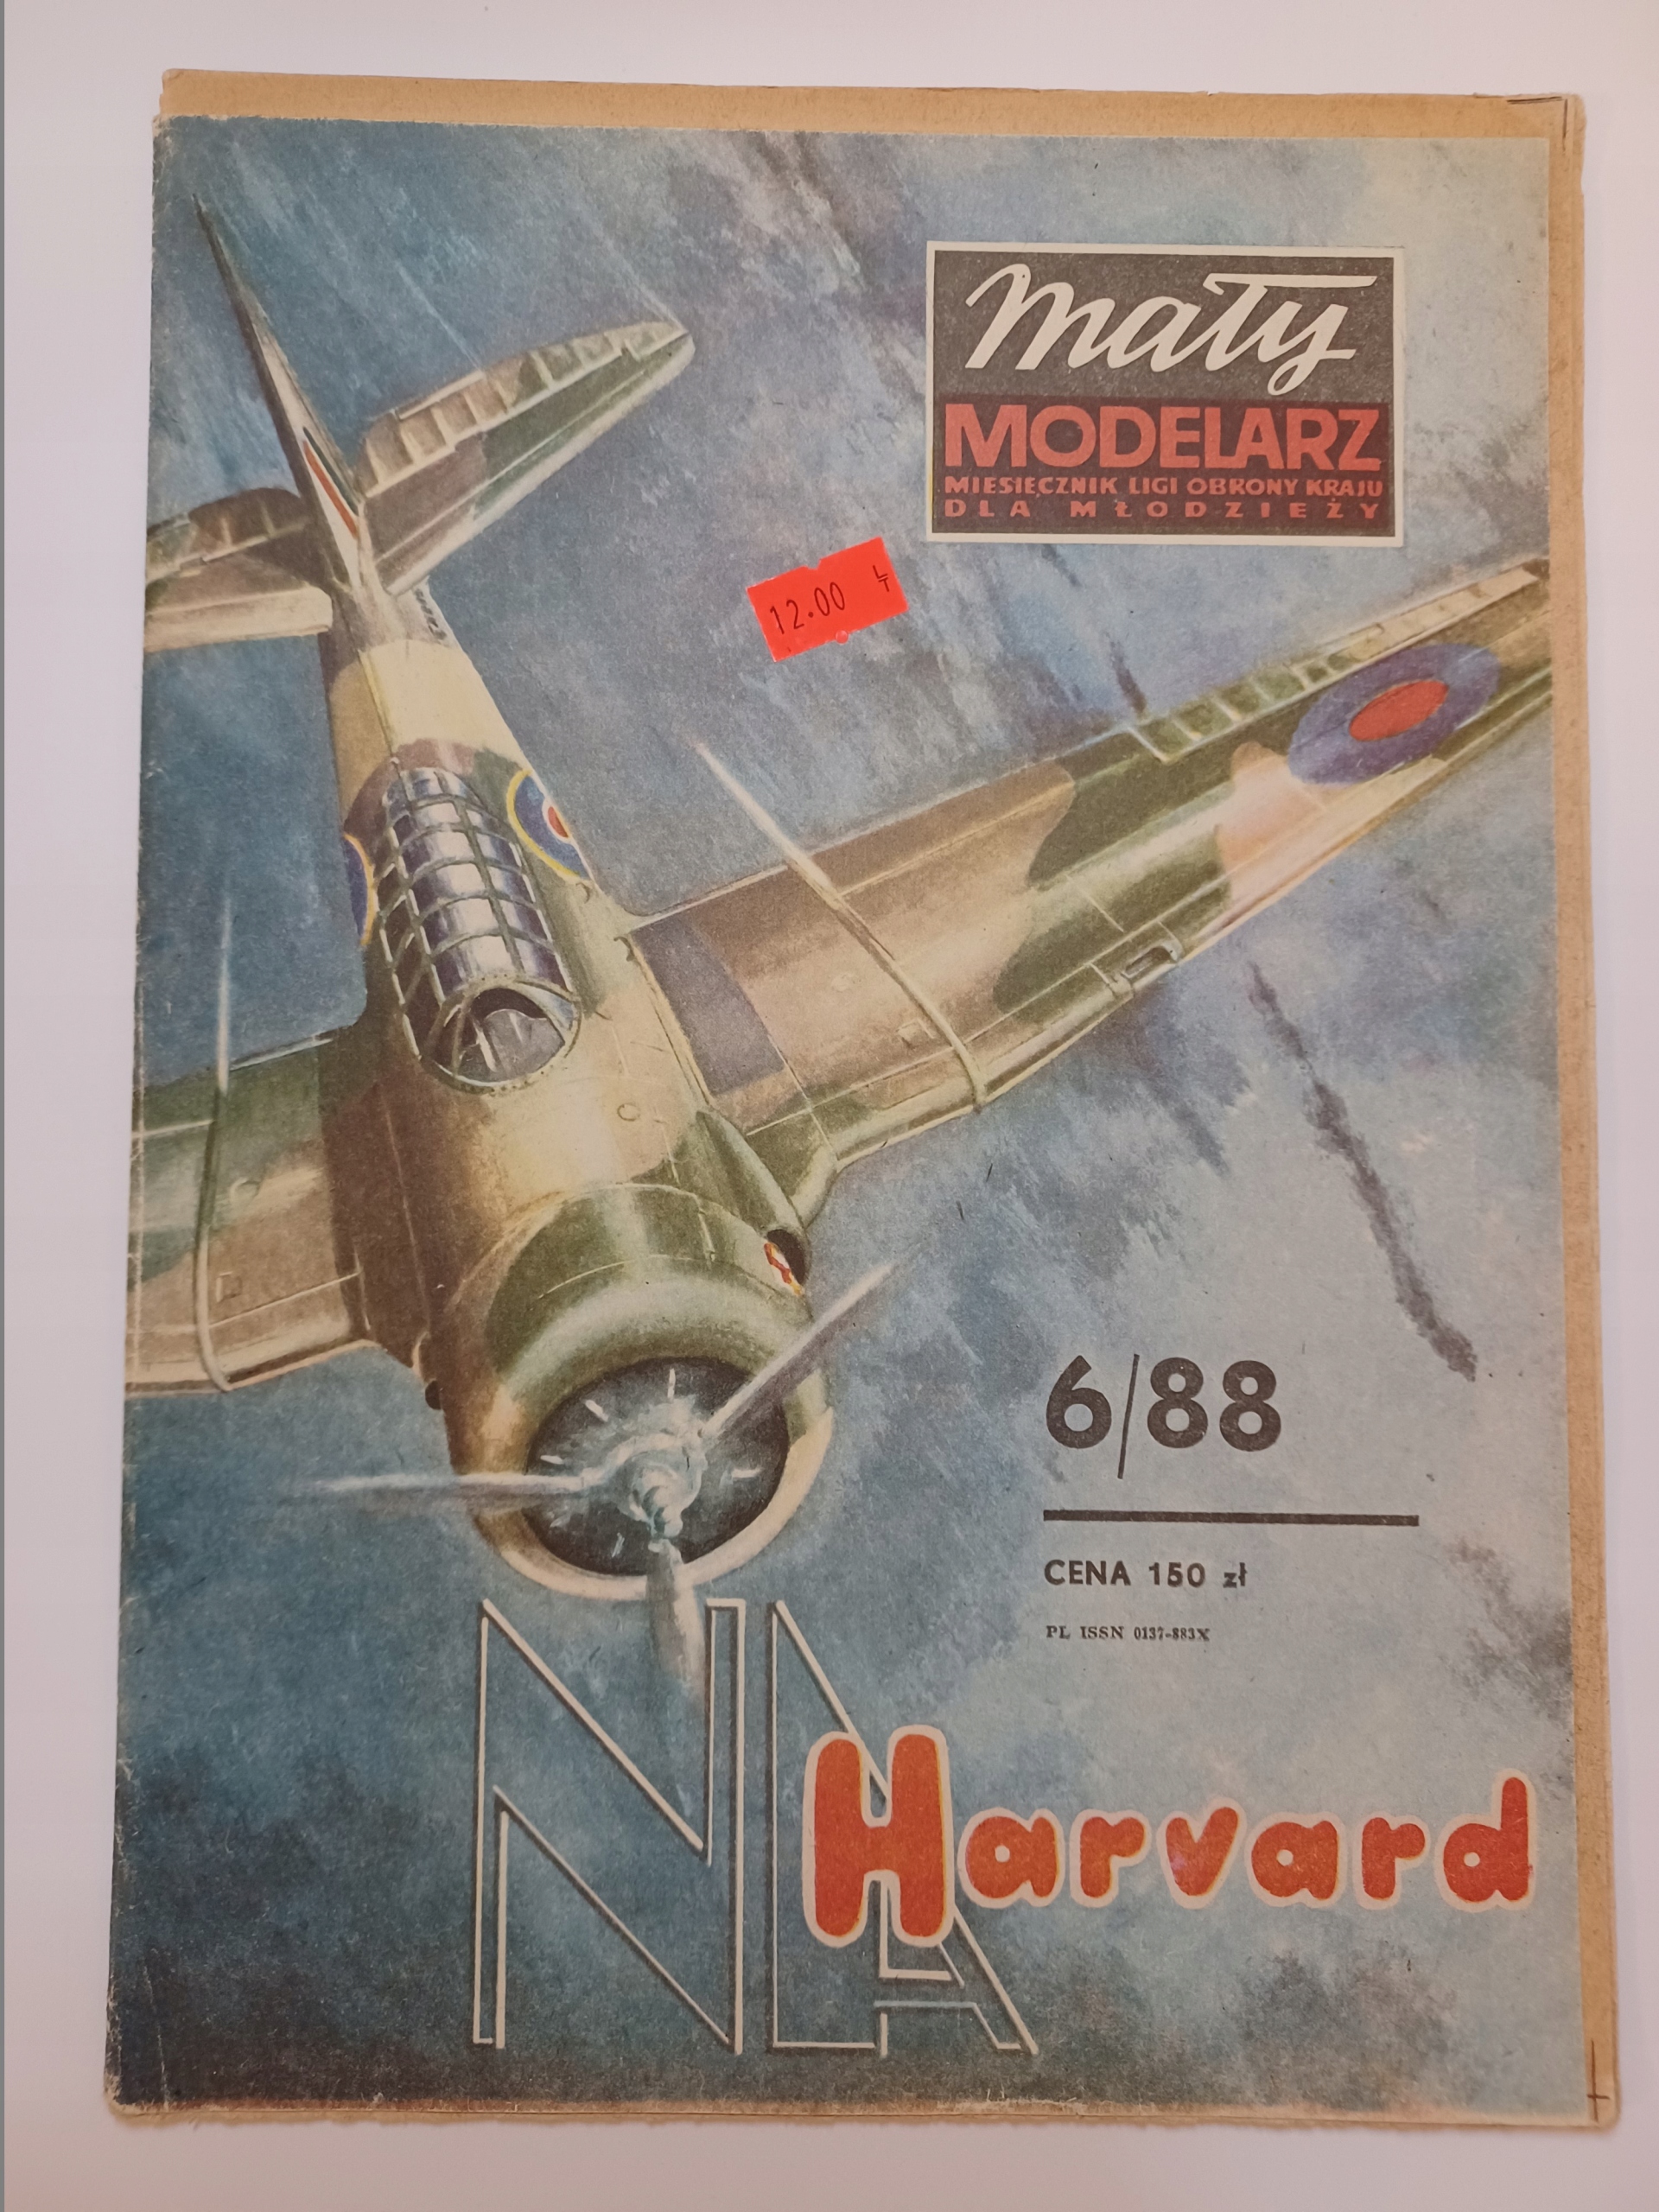 Mały
MODELARZ
MIESIĘCZNIK LIGI OBRONY KRAJU
DLA MŁODZIEŻY
12.00 LT
6/88
CENA 150 zł
PL ISSN 0137-883X
NA
Harvard